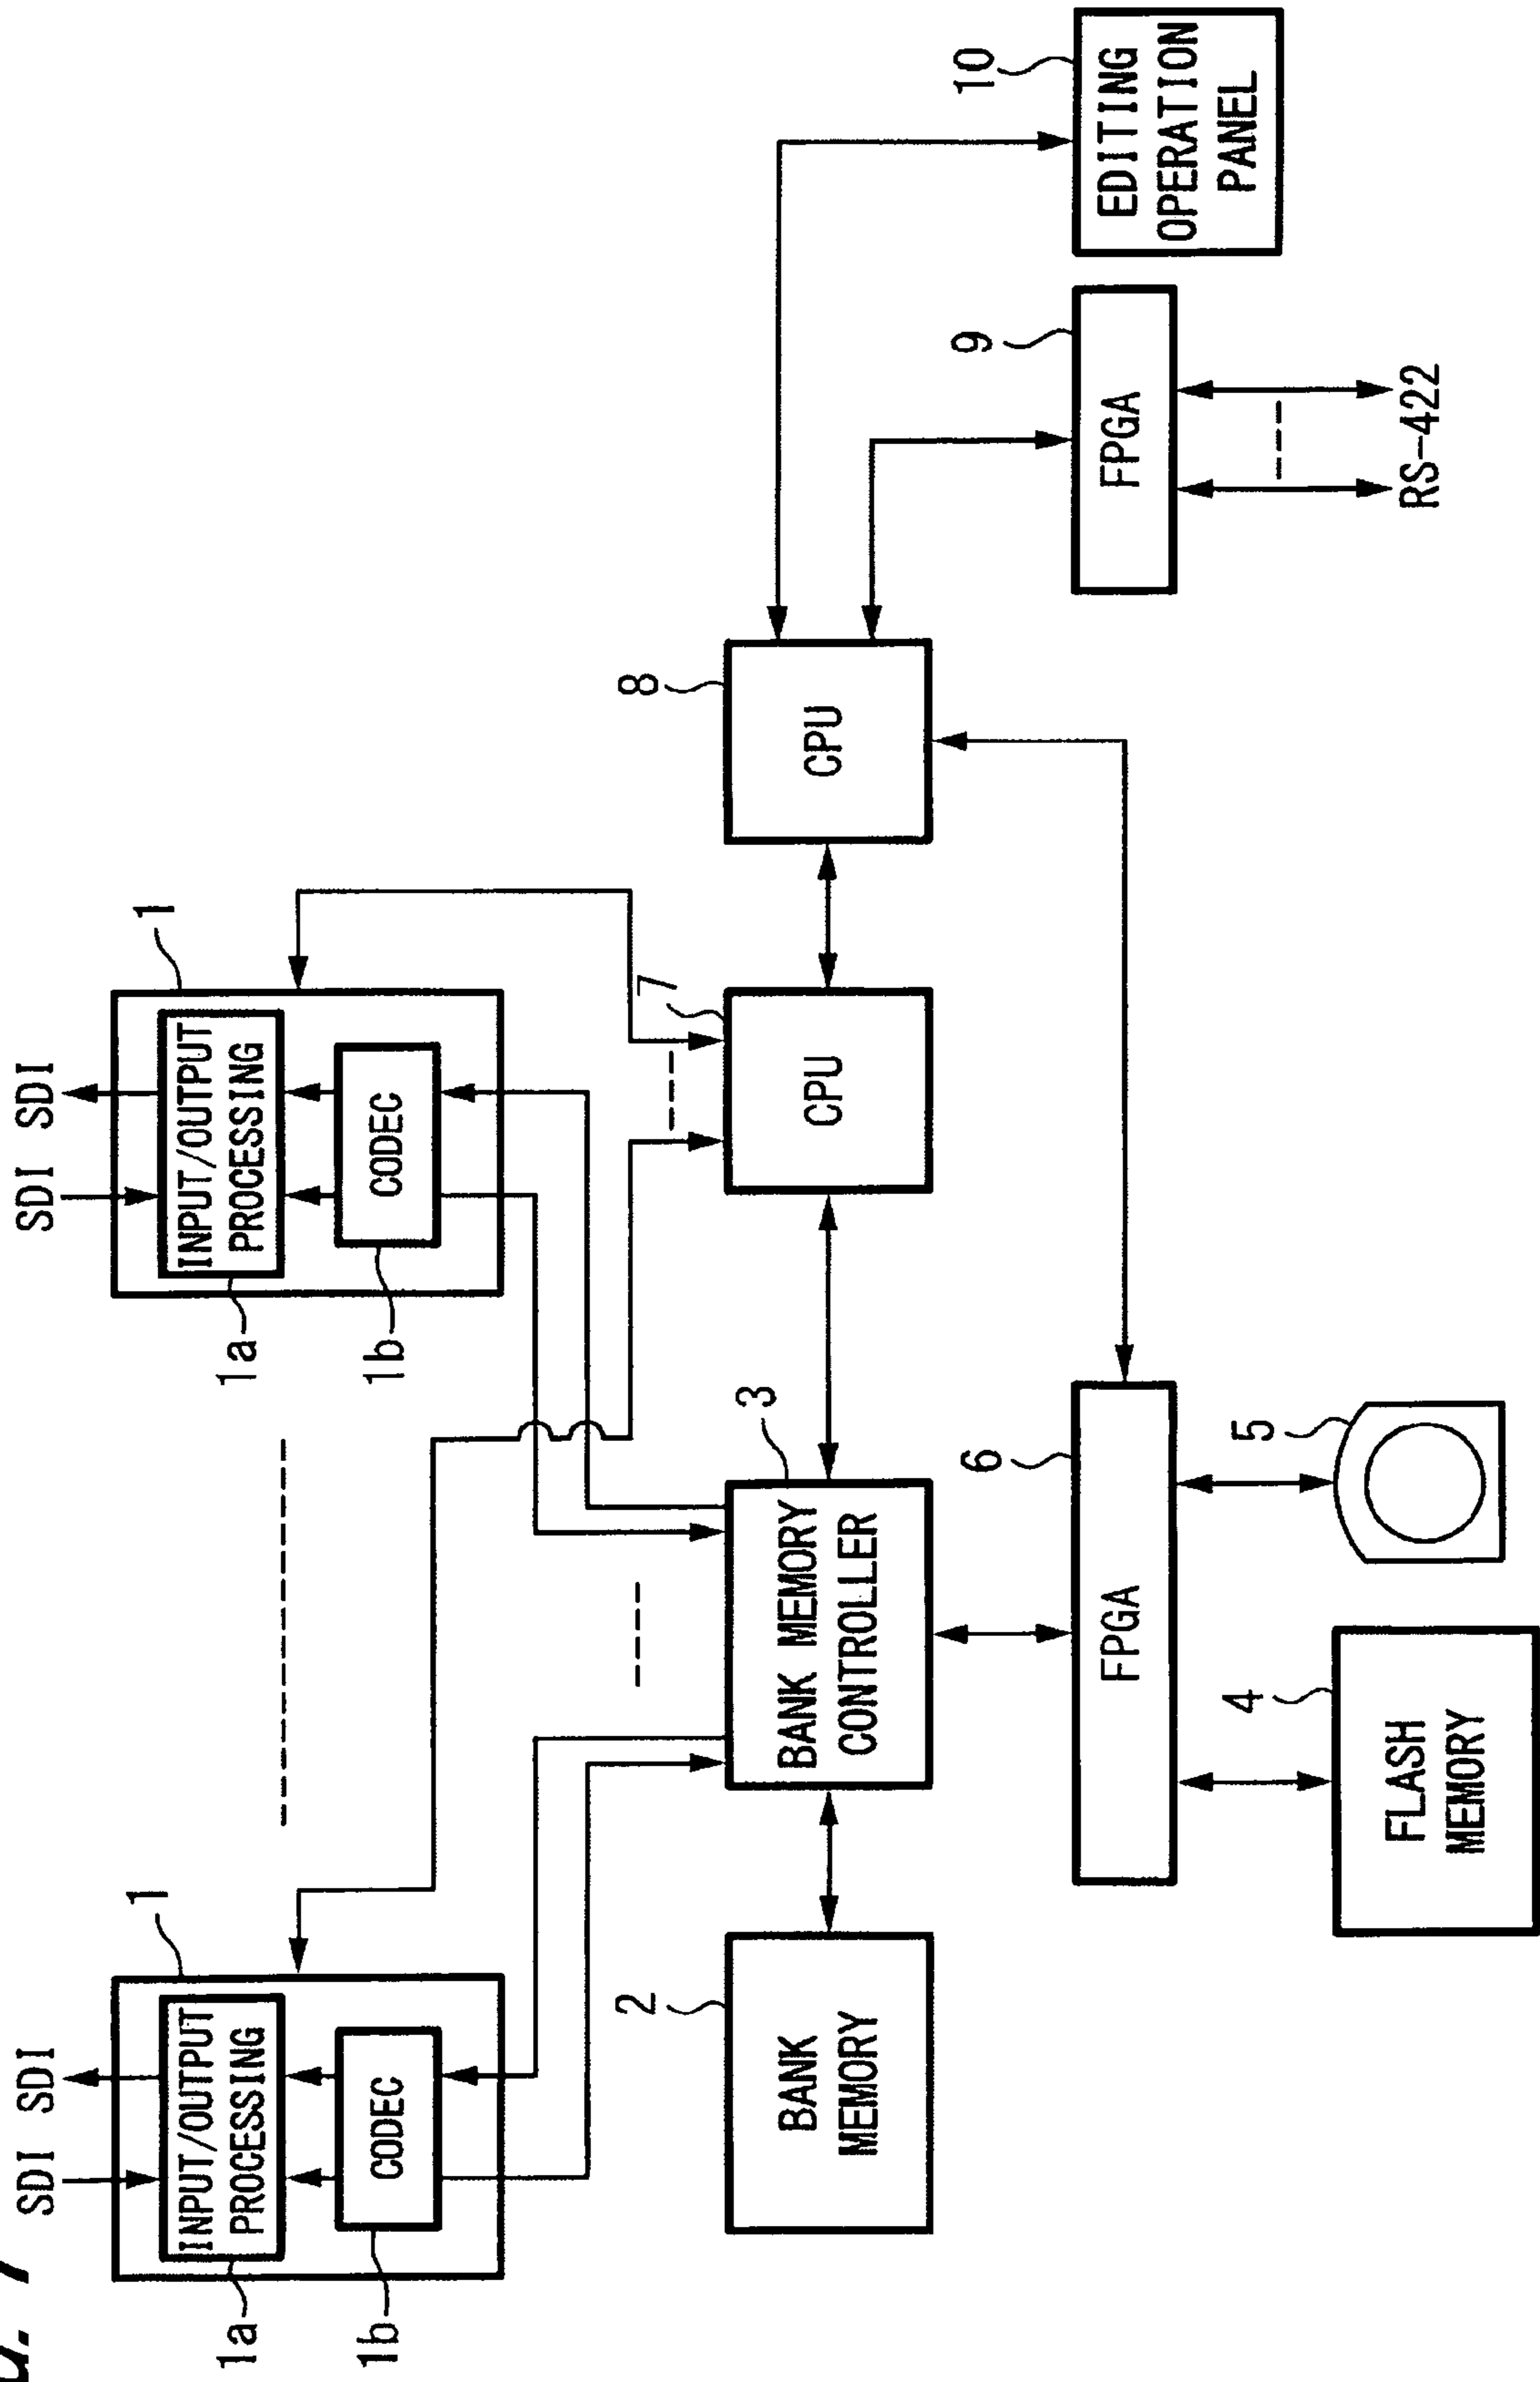 SDI SDI
SDI SDI
1
1
1a
INPUT/OUTPUT
PROCESSING
1a
INPUT/OUTPUT
PROCESSING
1b
CODEC
1b
CODEC
2
BANK
MEMORY
3
BANK MEMORY
CONTROLLER
7
CPU
8
CPU
6
FPGA
9
FPGA
10
EDITING
OPERATION
PANEL
4
FLASH
MEMORY
5
RS-422